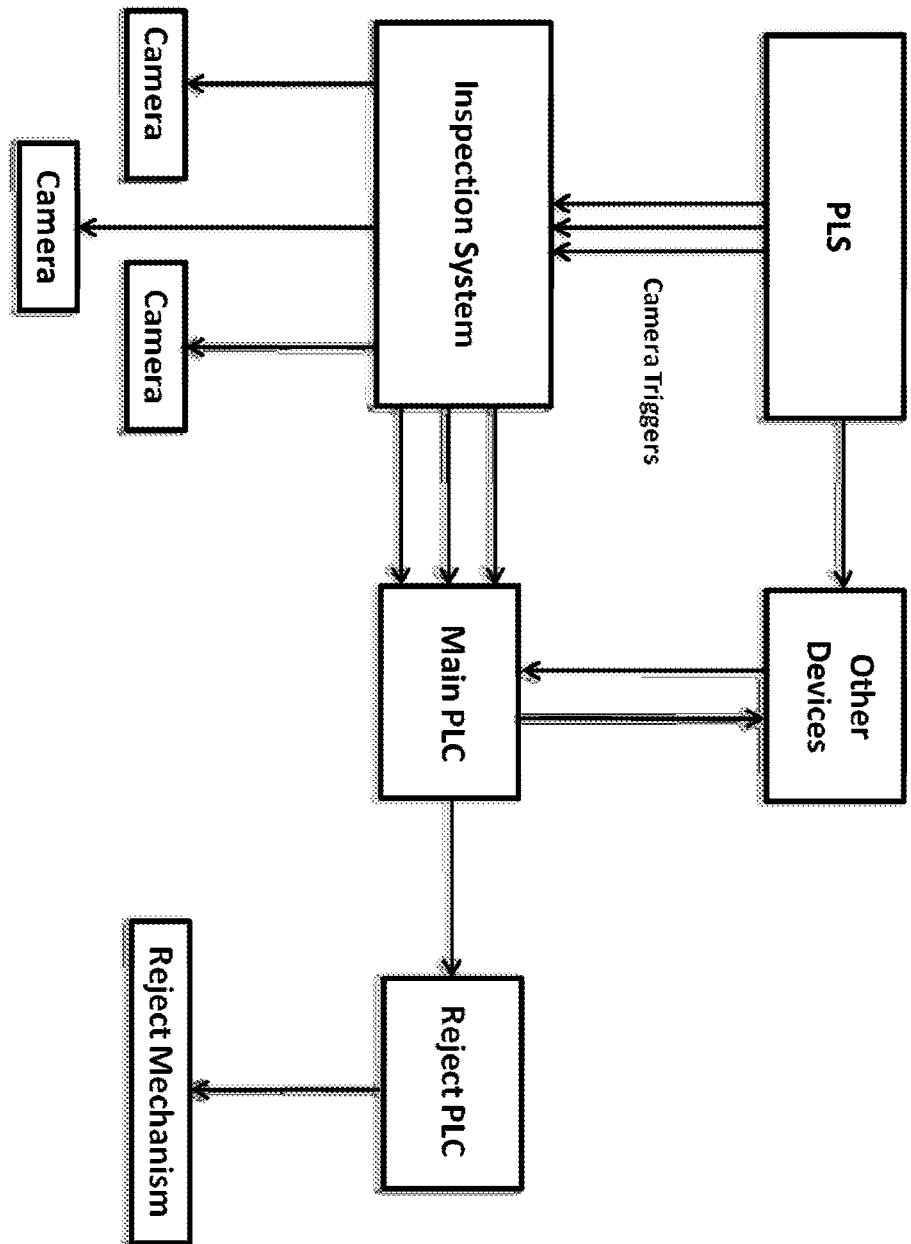 PLS
Other
Devices
Camera Triggers
Inspection System
Main PLC
Reject PLC
Camera
Camera
Camera
Reject Mechanism